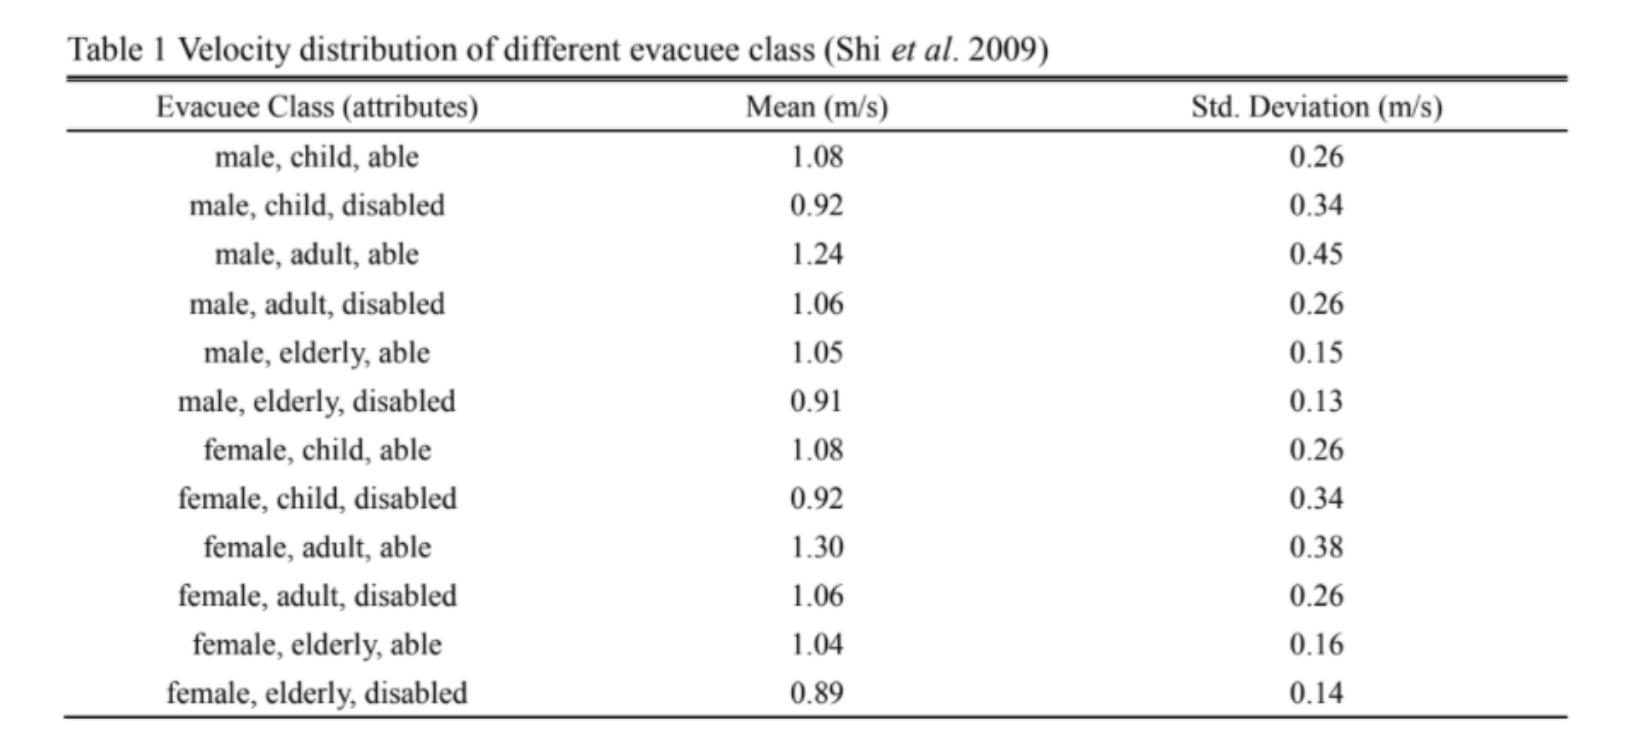 Table 1 Velocity distribution of different evacuee class (Shi et al. 2009)
Evacuee Class (attributes) Mean (m/s) Std. Deviation (m/s)
male, child, able 1.08 0.26
male, child, disabled 0.92 0.34
male, adult, able 1.24 0.45
male, adult, disabled 1.06 0.26
male, elderly, able 1.05 0.15
male, elderly, disabled 0.91 0.13
female, child, able 1.08 0.26
female, child, disabled 0.92 0.34
female, adult, able 1.30 0.38
female, adult, disabled 1.06 0.26
female, elderly, able 1.04 0.16
female, elderly, disabled 0.89 0.14